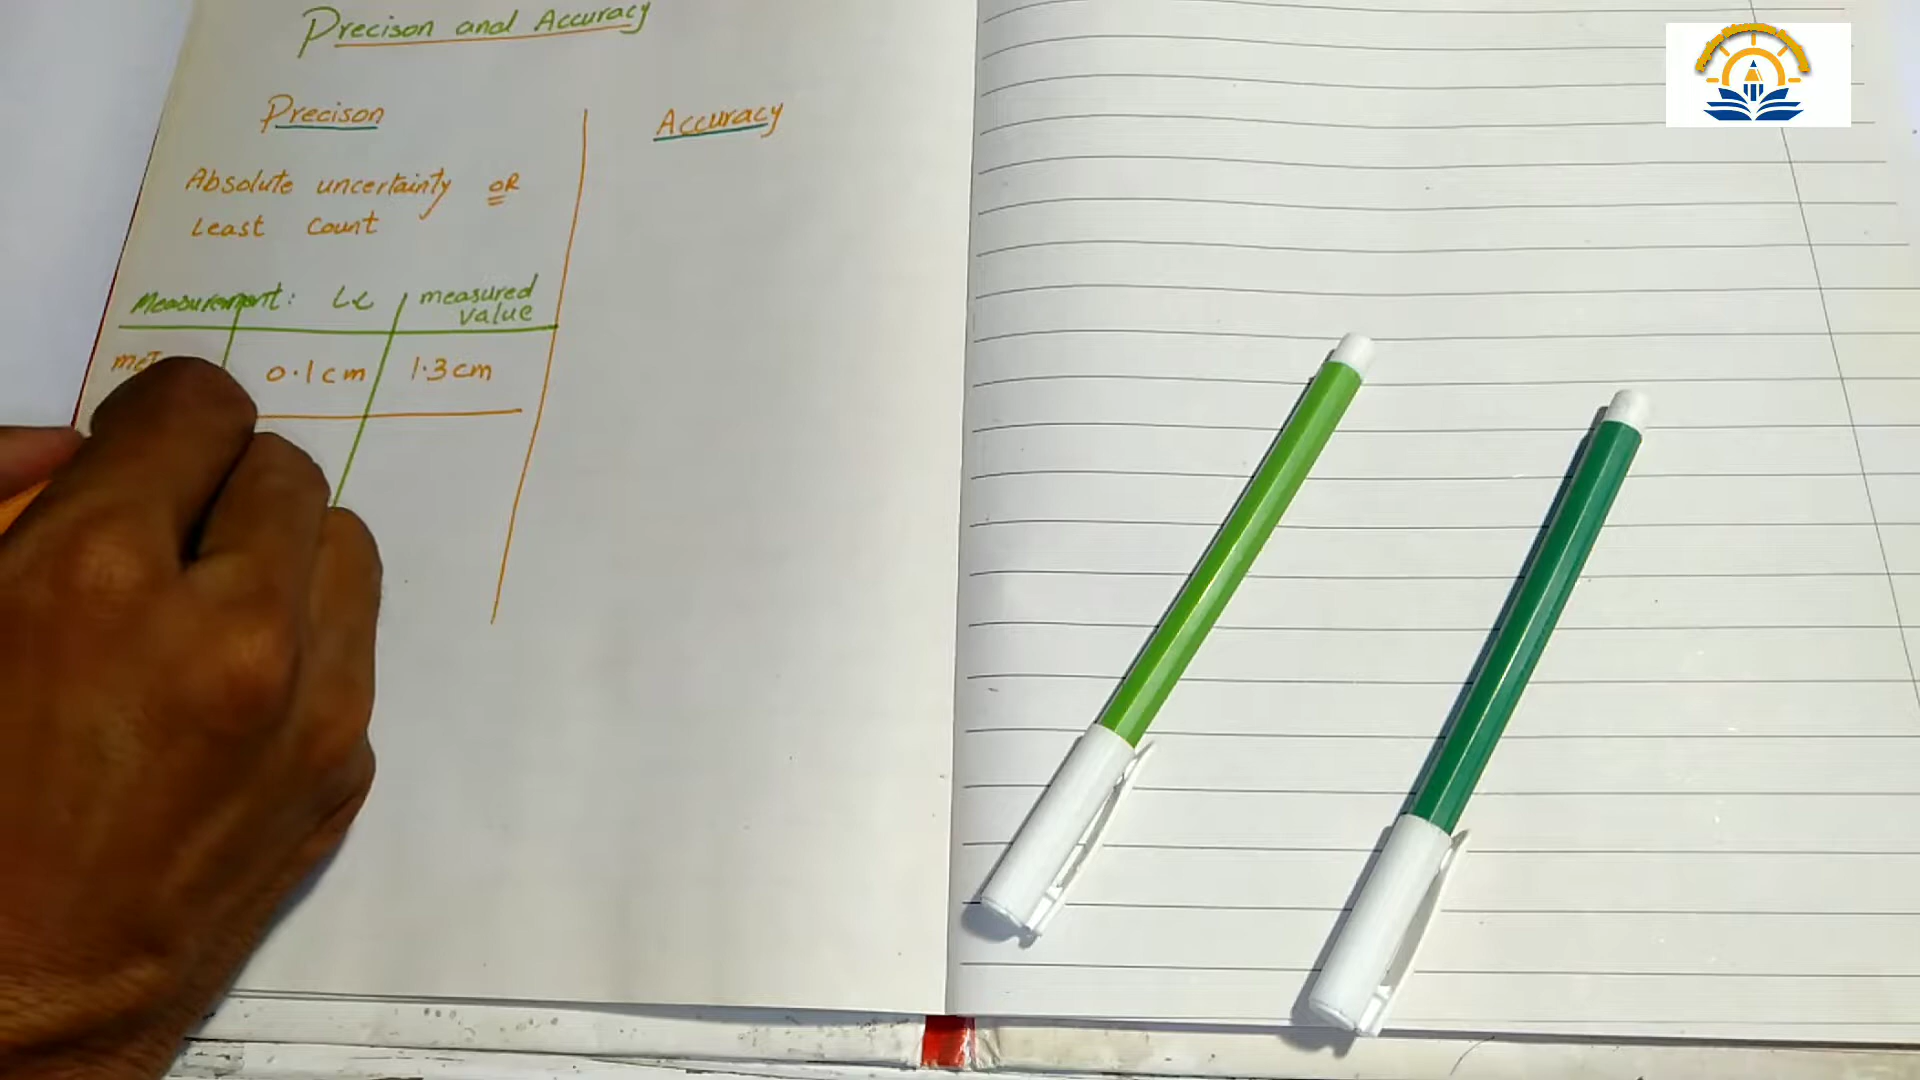 Precison and Accuracy
Precison
Accuracy
Absolute uncertainty OR
Least Count
Measurement: Lc measured
value
0.1cm 1.3cm